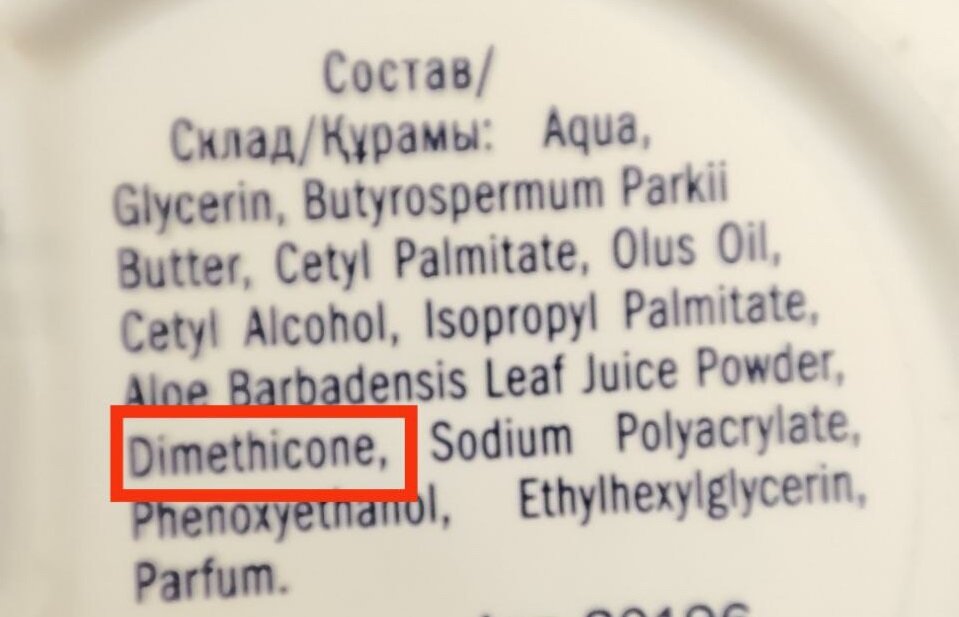 Состав/
Склад/Құрамы: Aqua,
Glycerin, Butyrospermum Parkii
Butter, Cetyl Palmitate, Olus Oil,
Cetyl Alcohol, Isopropyl Palmitate,
Aloe Barbadensis Leaf Juice Powder,
Dimethicone, Sodium Polyacrylate,
Phenoxyethanol, Ethylhexylglycerin,
Parfum.